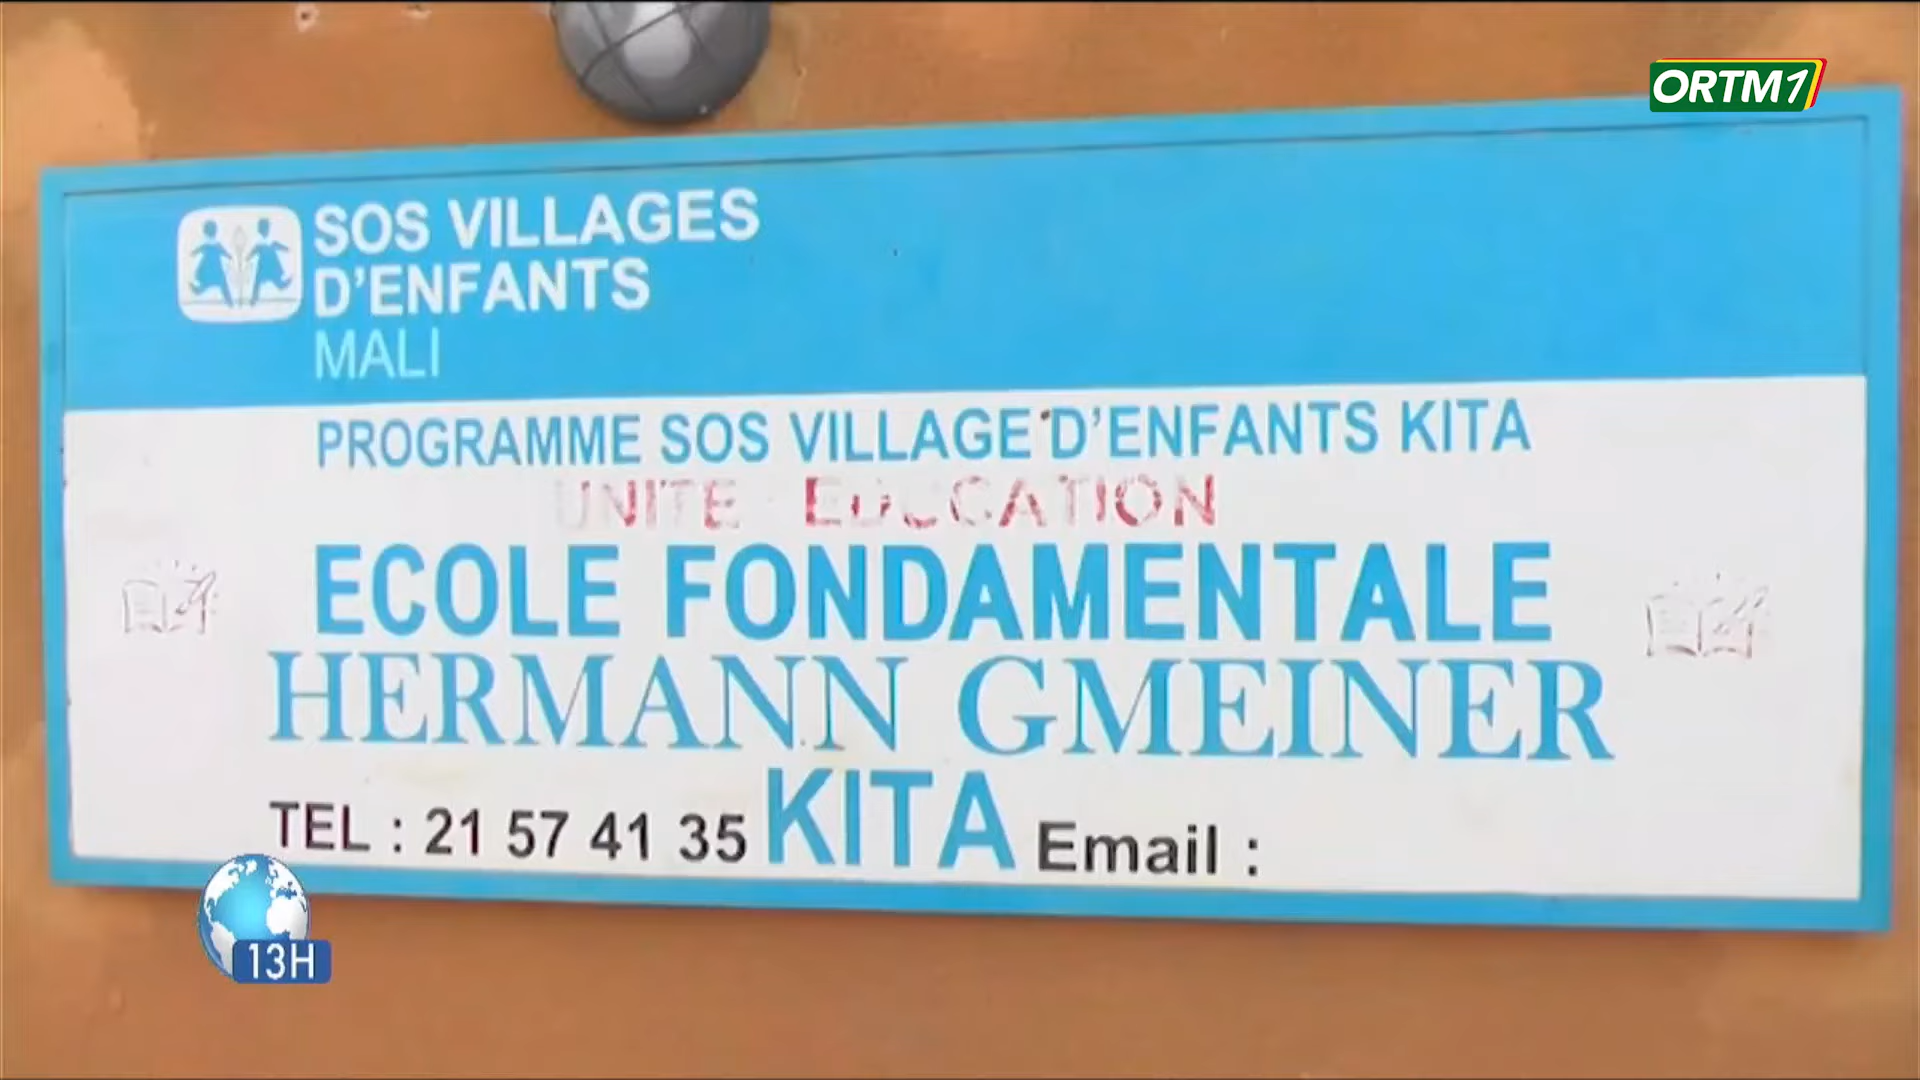 ORTM1
SOS VILLAGES
D'ENFANTS
MALI
PROGRAMME SOS VILLAGE D'ENFANTS KITA
UNITE EDUCATION
ECOLE FONDAMENTALE
HERMANN GMEINER
TEL : 21 57 41 35 KITA Email :
13H